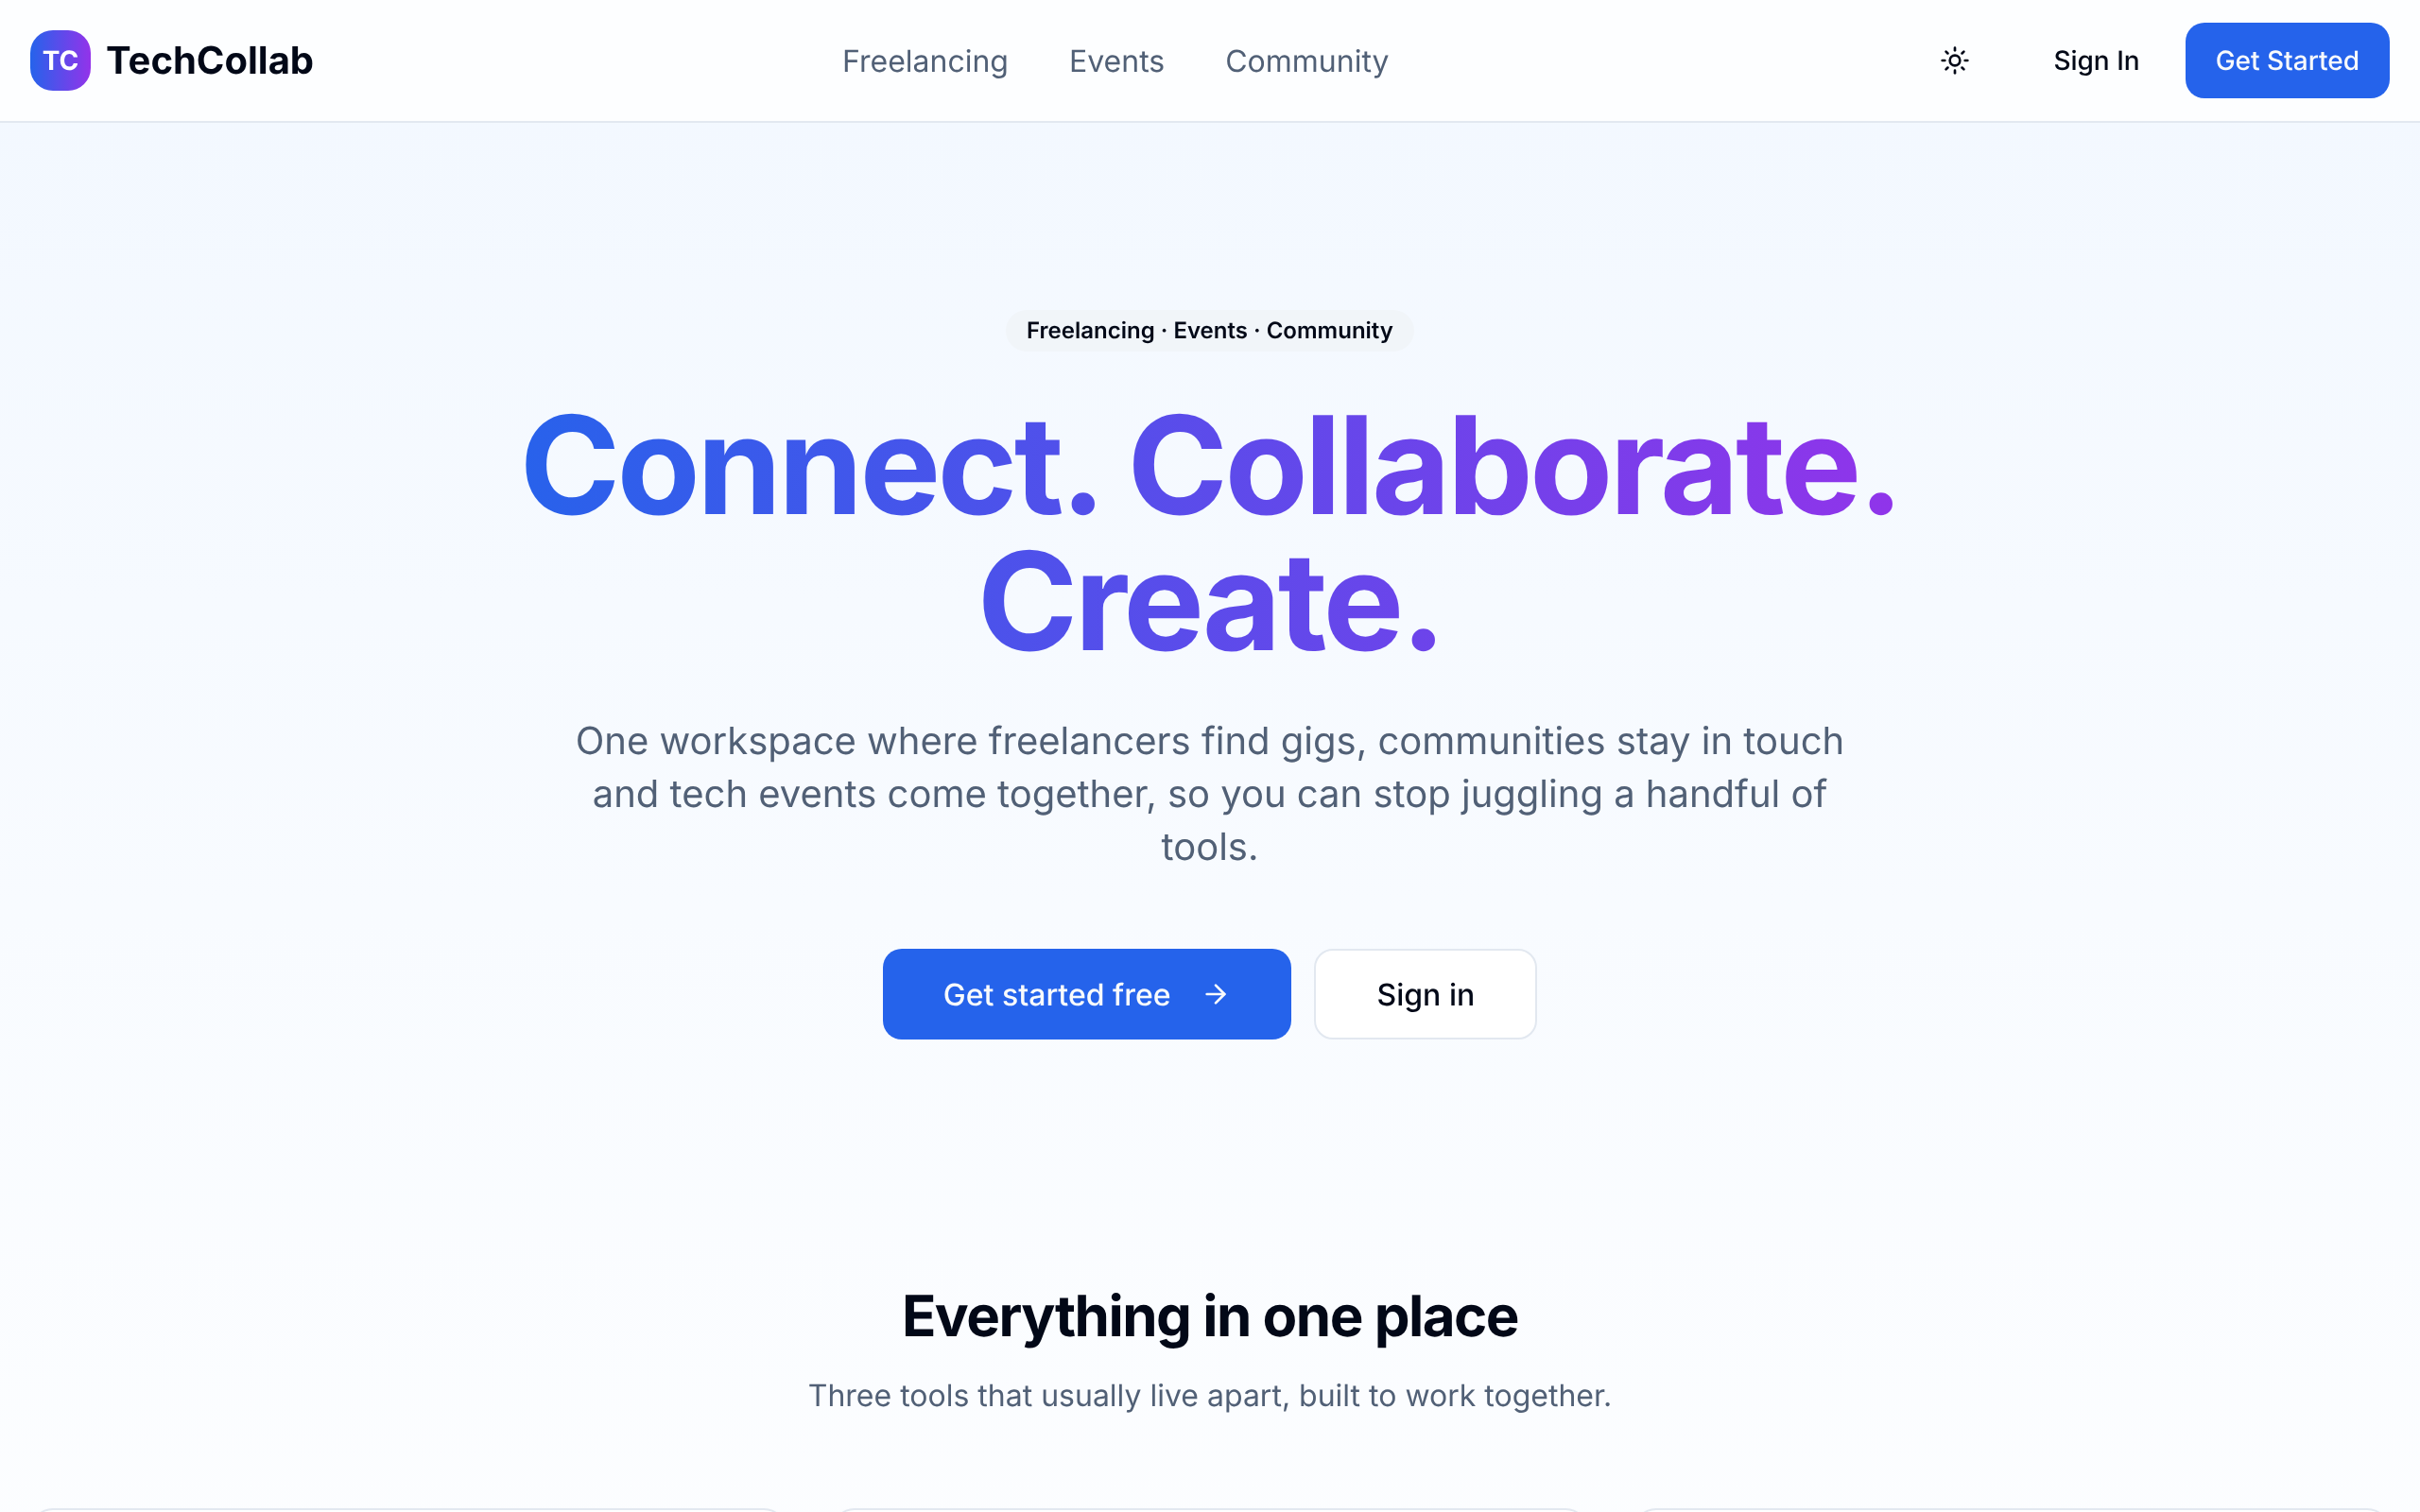 TC TechCollab
Freelancing Events Community
Sign In
Get Started
Freelancing · Events · Community
Connect. Collaborate.
Create.
One workspace where freelancers find gigs, communities stay in touch
and tech events come together, so you can stop juggling a handful of
tools.
Get started free →
Sign in
Everything in one place
Three tools that usually live apart, built to work together.